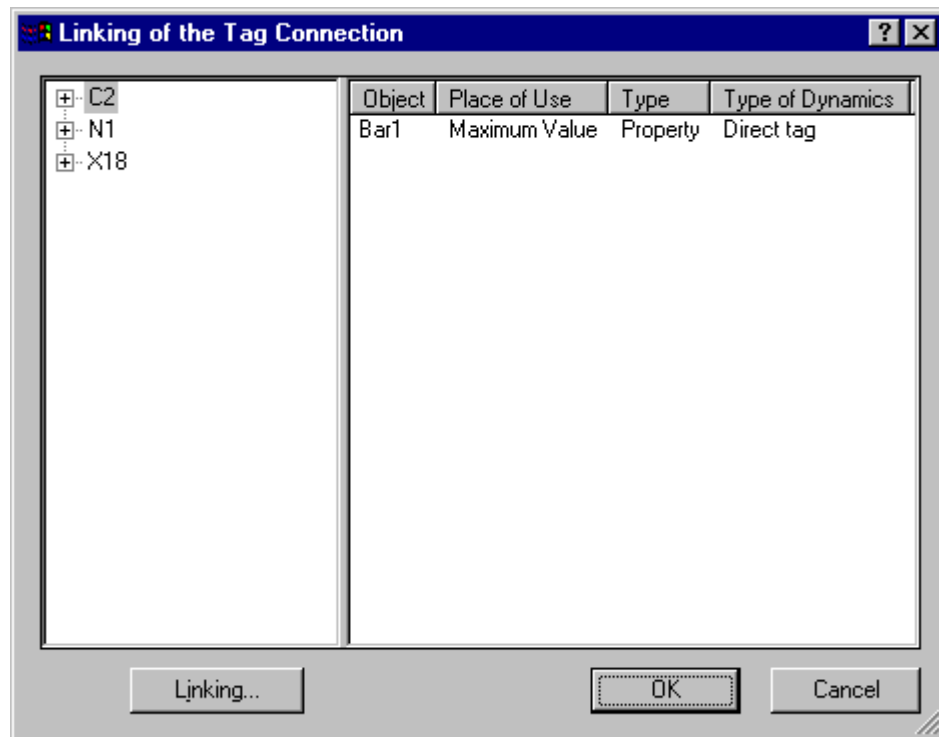 Linking of the Tag Connection
C2
N1
X18
Object Place of Use Type Type of Dynamics
Bar1 Maximum Value Property Direct tag
Linking...
OK
Cancel